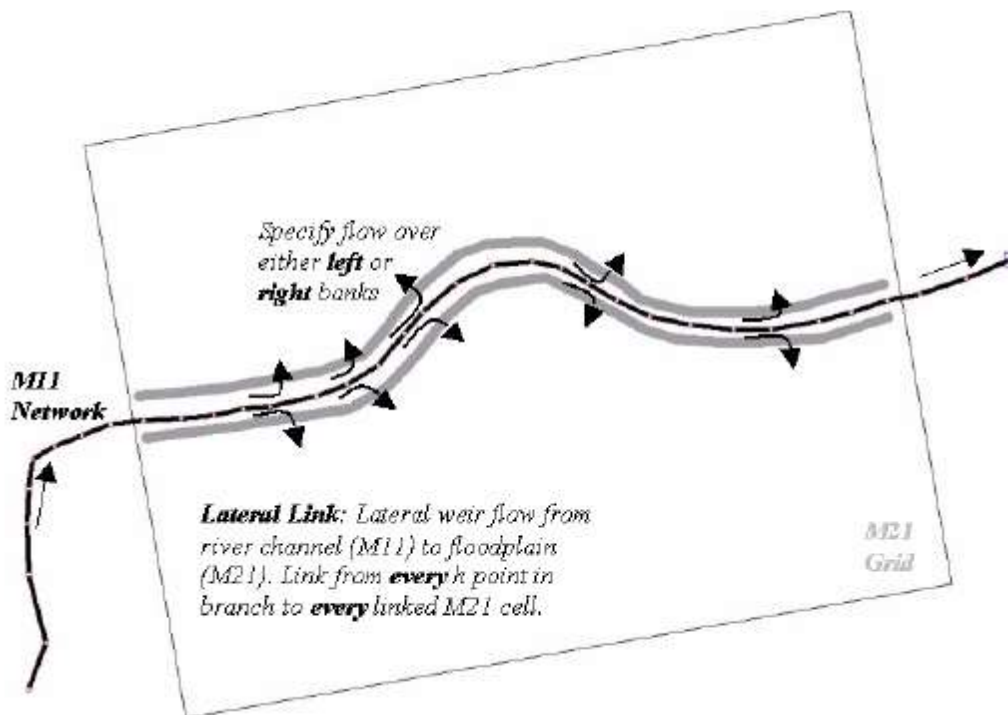 Specify flow over
either left or
right banks
M11
Network
Lateral Link: Lateral weir flow from
river channel (M11) to floodplain
(M21). Link from every h point in
branch to every linked M21 cell.
M21
Grid